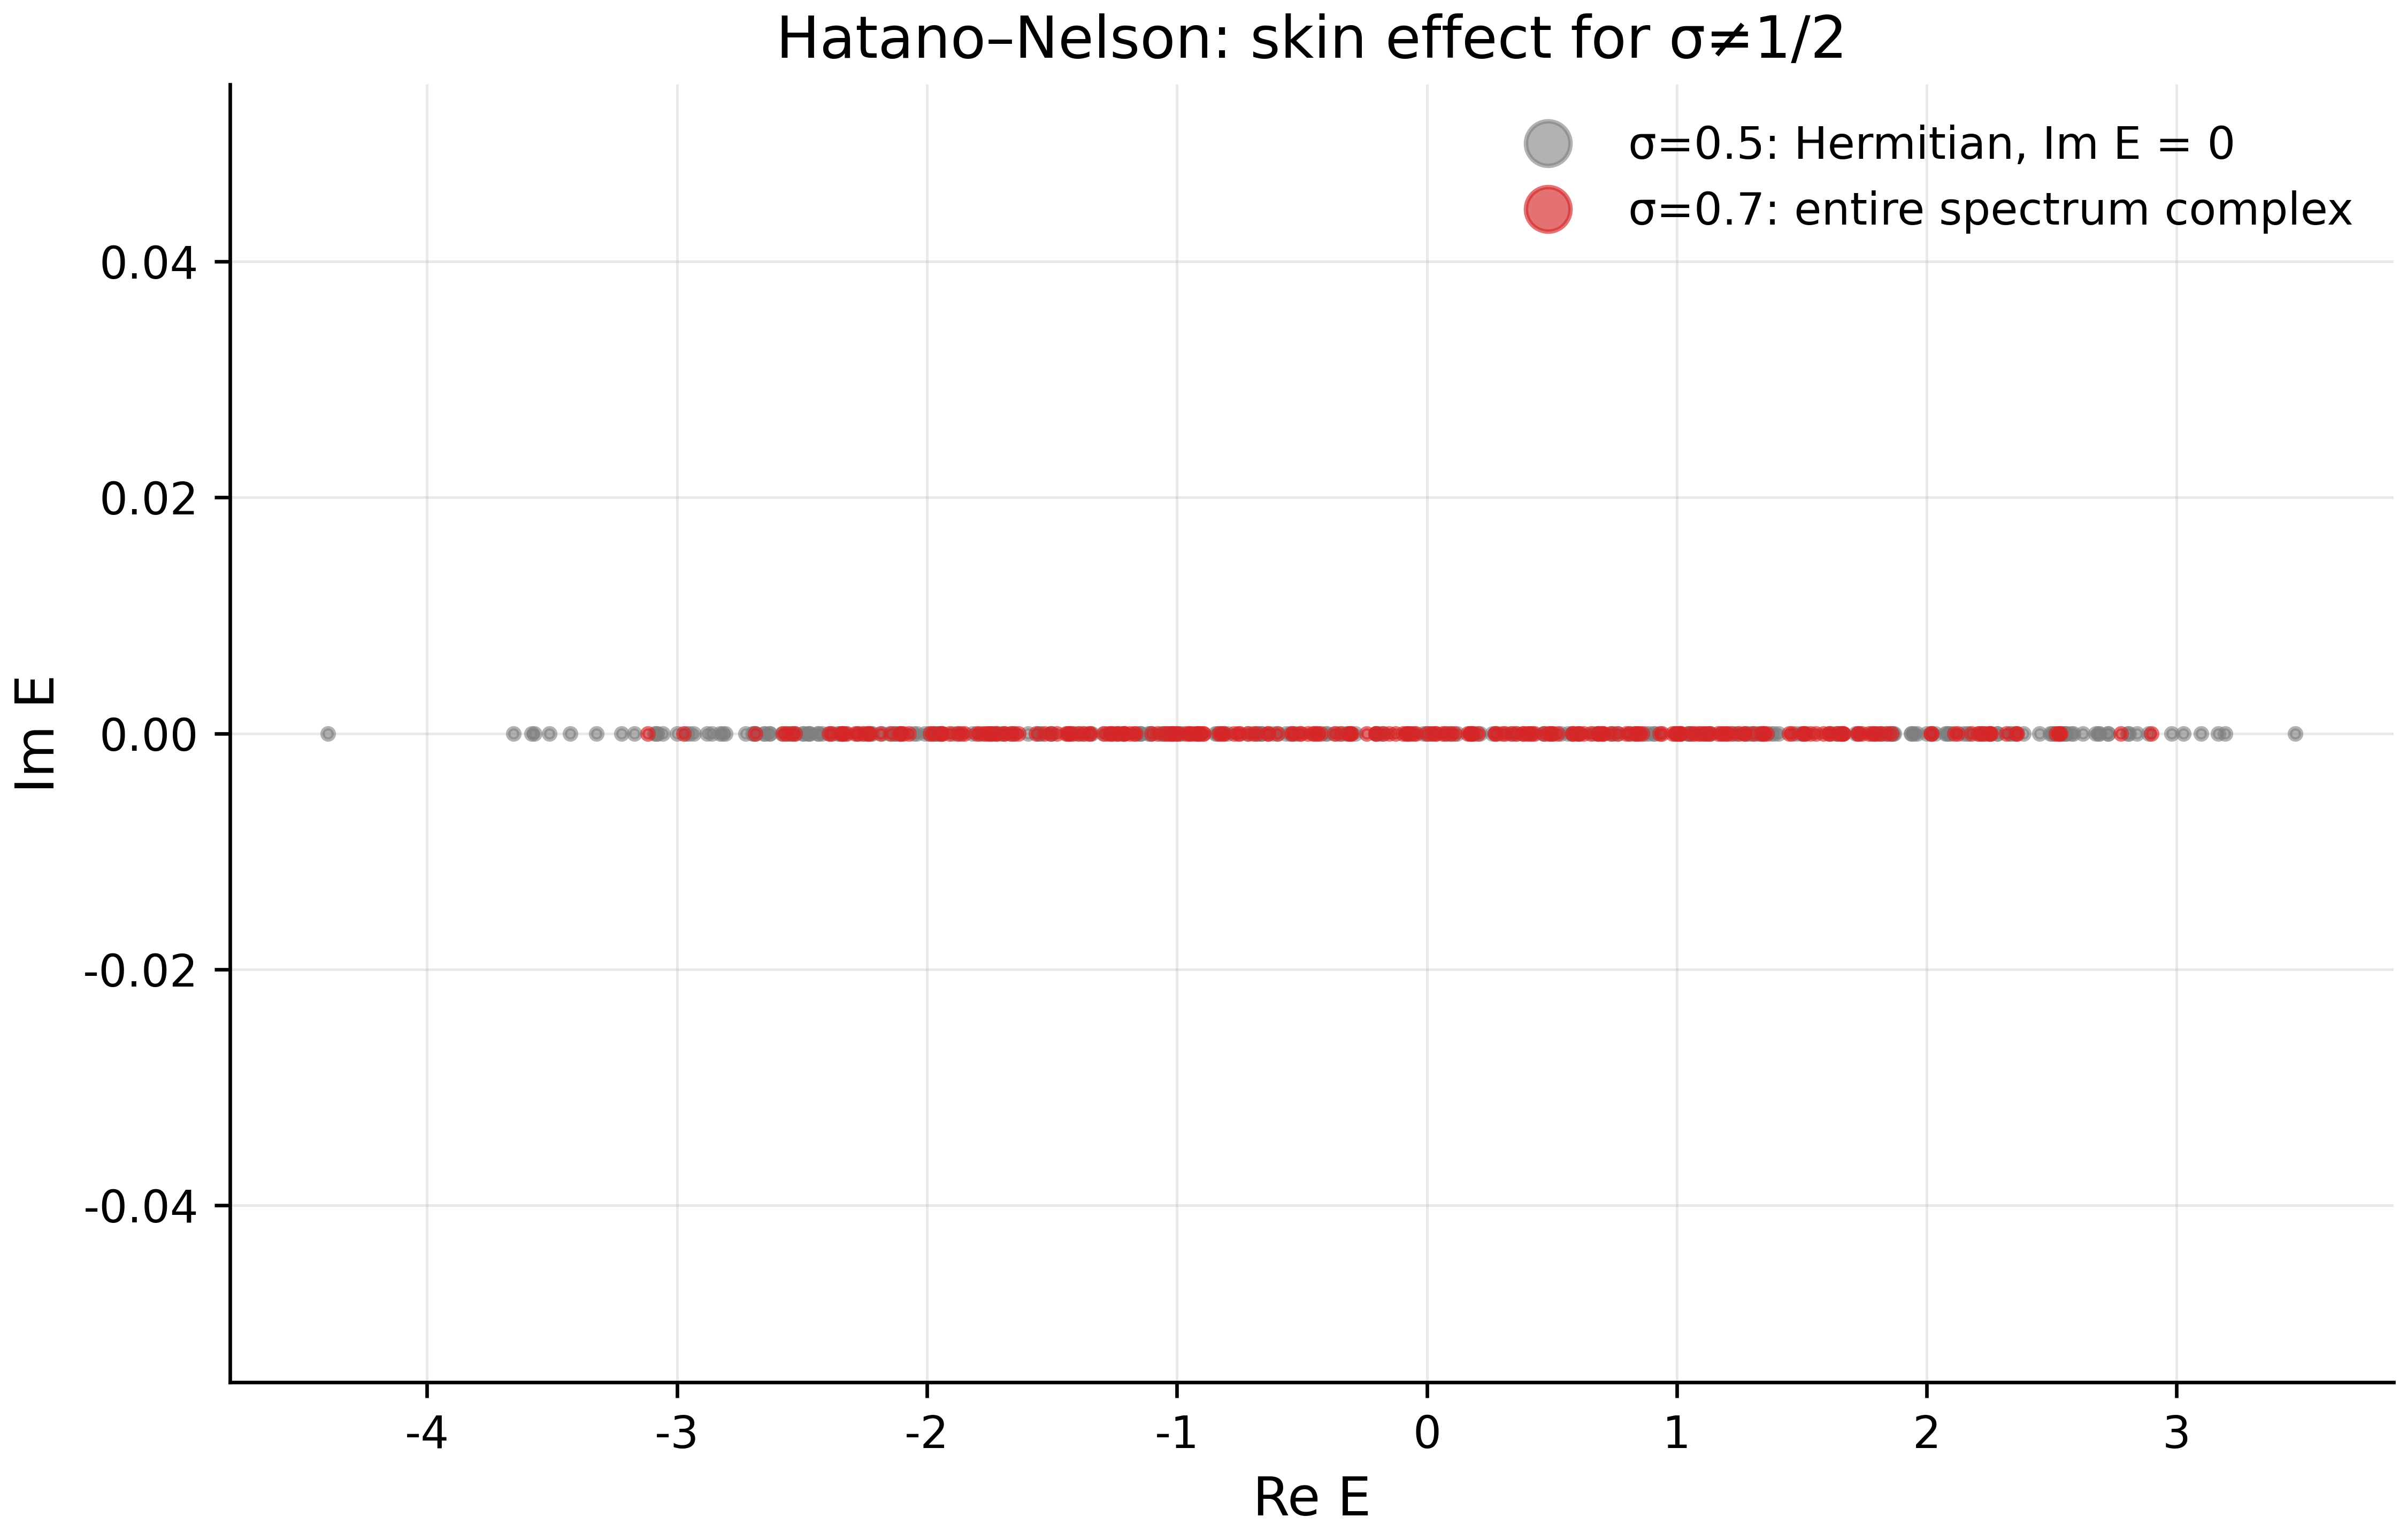 Hatano–Nelson: skin effect for σ≠1/2
σ=0.5: Hermitian, Im E = 0
σ=0.7: entire spectrum complex
Im E
0.04
0.02
0.00
-0.02
-0.04
-4 -3 -2 -1 0 1 2 3
Re E